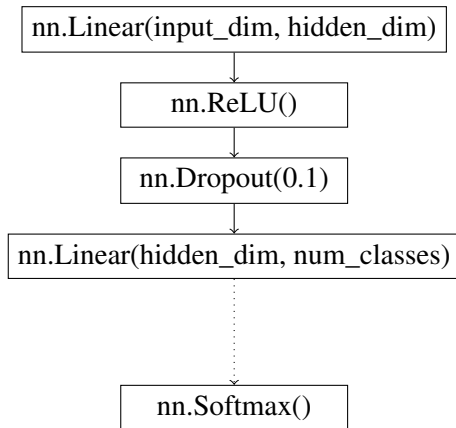 nn.Linear(input_dim, hidden_dim)
nn.ReLU()
nn.Dropout(0.1)
nn.Linear(hidden_dim, num_classes)
nn.Softmax()